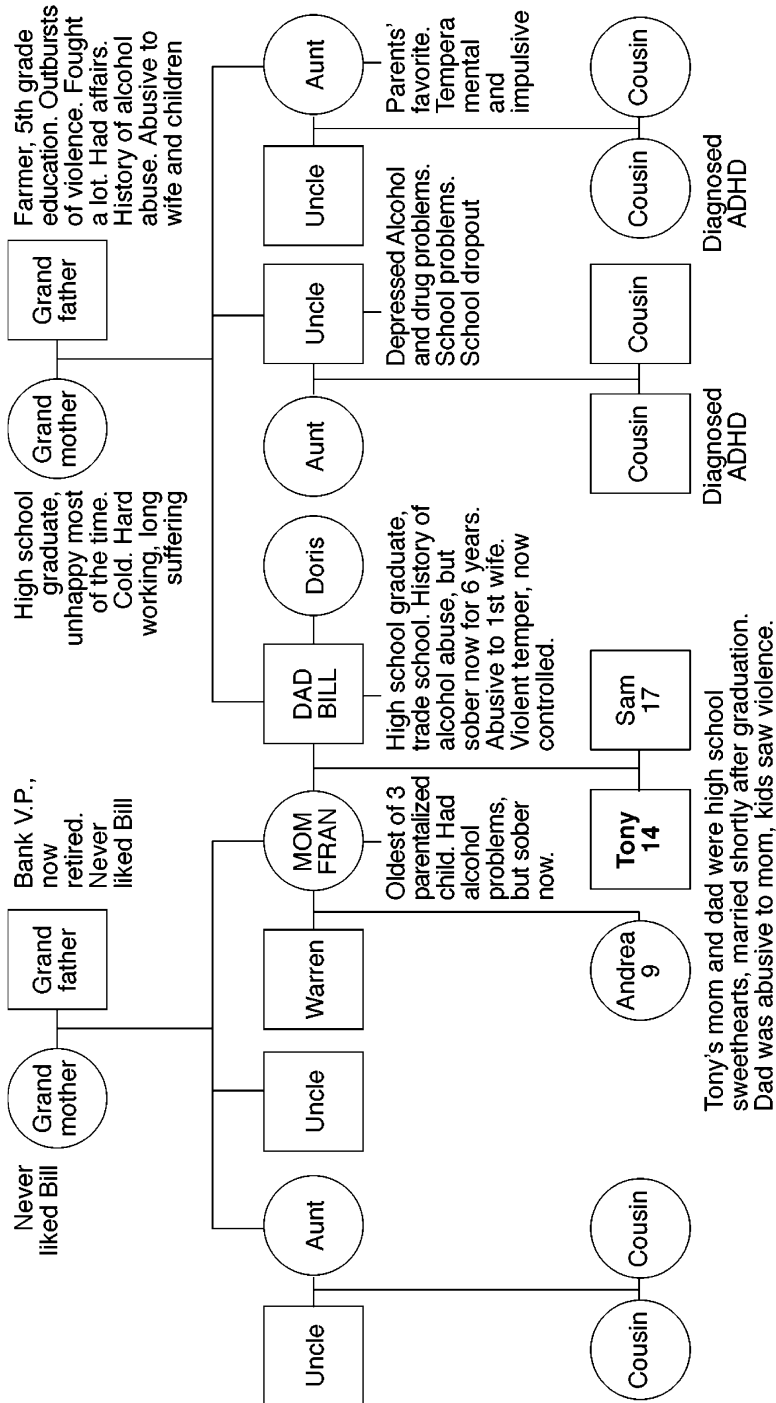 Never
liked Bill
Grand
mother
Grand
father
Bank V.P.,
now
retired.
Never
liked Bill
High school
graduate,
unhappy most
of the time.
Cold. Hard
working, long
suffering
Grand
mother
Grand
father
Farmer, 5th grade
education. Outbursts
of violence. Fought
a lot. Had affairs.
History of alcohol
abuse. Abusive to
wife and children
Uncle
Aunt
Uncle
Warren
MOM
FRAN
DAD
BILL
Doris
Aunt
Uncle
Uncle
Aunt
Oldest of 3
parentalized
child. Had
alcohol
problems,
but sober
now.
High school graduate,
trade school. History of
alcohol abuse, but
sober now for 6 years.
Abusive to 1st wife.
Violent temper, now
controlled.
Depressed Alcohol
and drug problems.
School problems.
School dropout
Parents'
favorite.
Tempera
mental
and
impulsive
Cousin
Cousin
Andrea
9
Tony
14
Sam
17
Cousin
Cousin
Cousin
Cousin
Diagnosed
ADHD
Diagnosed
ADHD
Tony's mom and dad were high school
sweethearts, married shortly after graduation.
Dad was abusive to mom, kids saw violence.